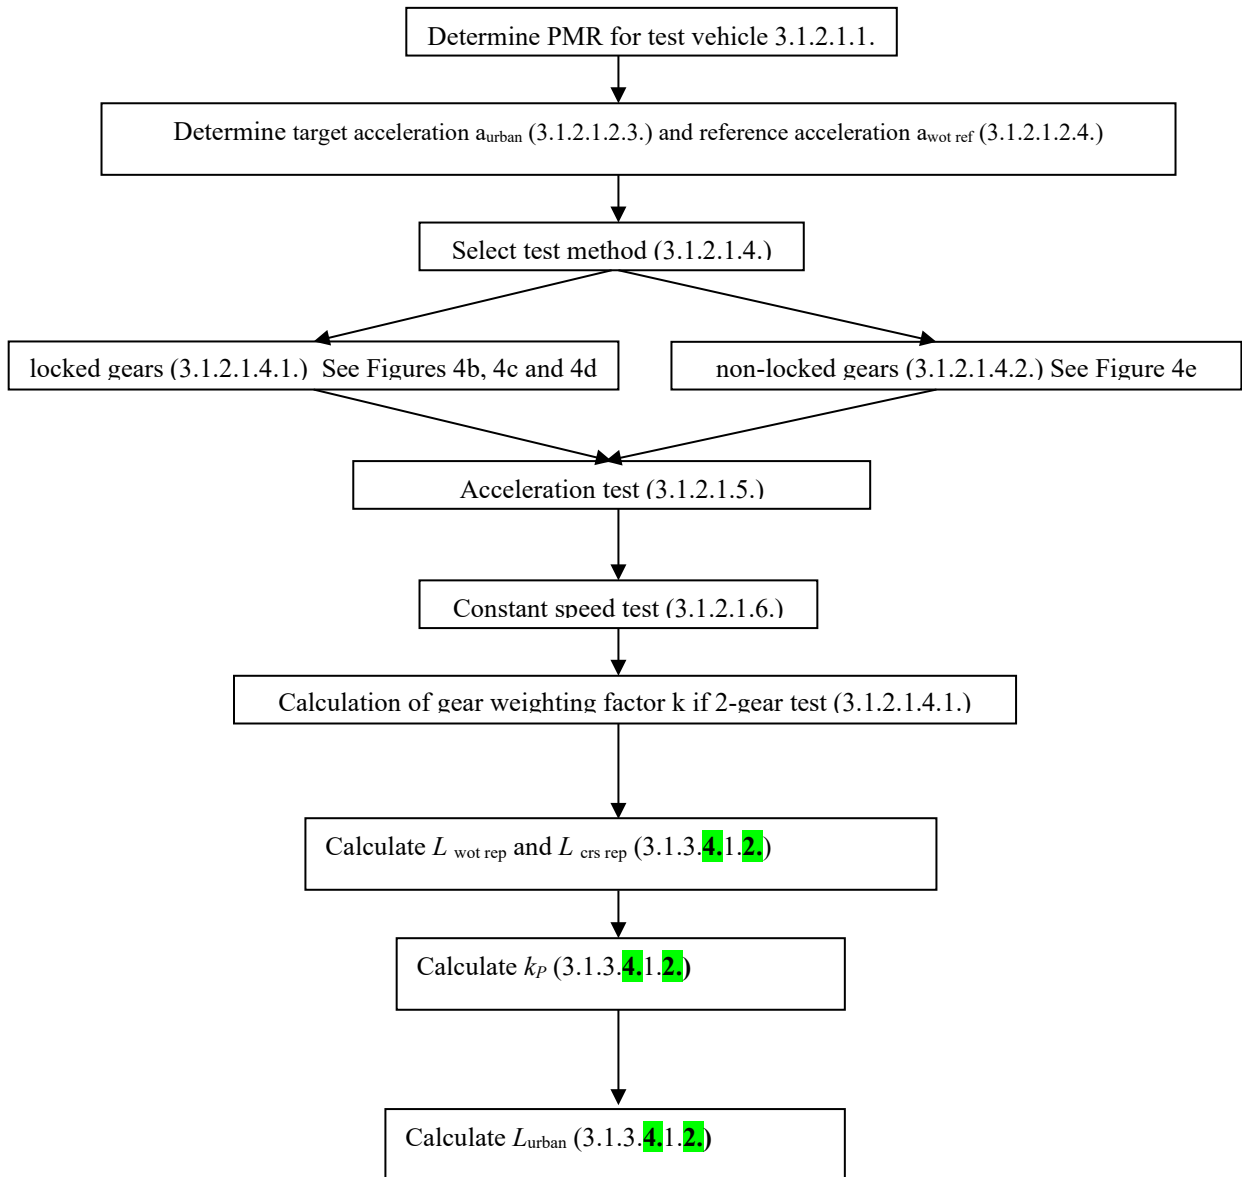 Determine PMR for test vehicle 3.1.2.1.1.
Determine target acceleration aurban (3.1.2.1.2.3.) and reference acceleration awot ref (3.1.2.1.2.4.)
Select test method (3.1.2.1.4.)
locked gears (3.1.2.1.4.1.) See Figures 4b, 4c and 4d
non-locked gears (3.1.2.1.4.2.) See Figure 4e
Acceleration test (3.1.2.1.5.)
Constant speed test (3.1.2.1.6.)
Calculation of gear weighting factor k if 2-gear test (3.1.2.1.4.1.)
Calculate L wot rep and L crs rep (3.1.3.4.1.2.)
Calculate kP (3.1.3.4.1.2.)
Calculate Lurban (3.1.3.4.1.2.)